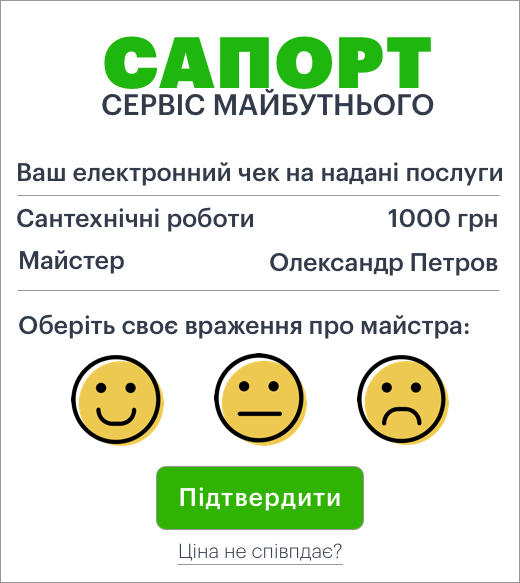 САПОРТ
СЕРВІС МАЙБУТНЬОГО
Ваш електронний чек на надані послуги
Сантехнічні роботи 1000 грн
Майстер Олександр Петров
Оберіть своє враження про майстра:
Підтвердити
Ціна не співпдає?